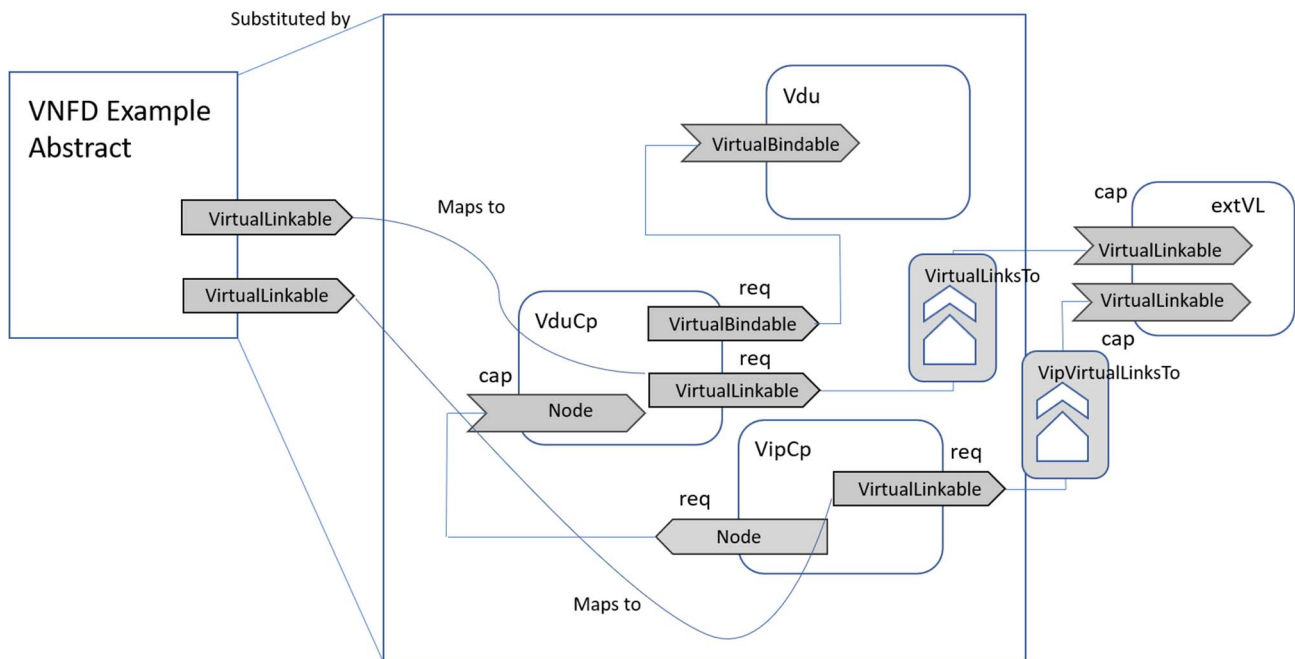 Substituted by
VNFD Example
Abstract
Vdu
VirtualBindable
cap
extVL
Maps to
VirtualLinkable
VirtualLinkable
VirtualLinksTo
VirtualLinkable
VirtualLinkable
req
VduCp
VirtualBindable
cap
req
VipVirtualLinksTo
cap
VirtualLinkable
Node
VipCp
req
VirtualLinkable
req
Node
Maps to